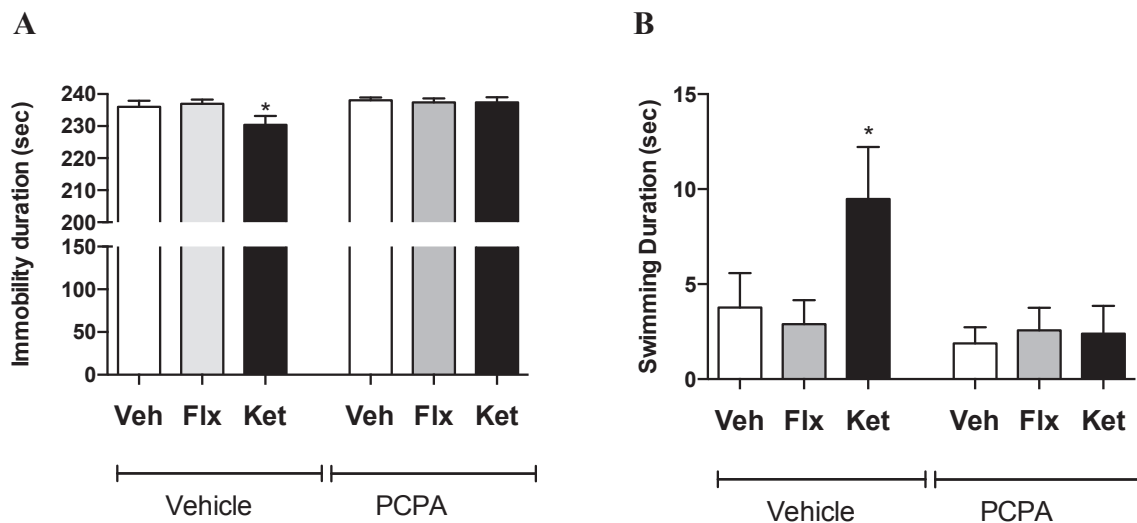 A
Immobility duration (sec)
240
230
220
210
200
150
100
50
0
*
Veh Flx Ket Veh Flx Ket
Vehicle PCPA
B
Swimming Duration (sec)
15
10
5
0
*
Veh Flx Ket Veh Flx Ket
Vehicle PCPA